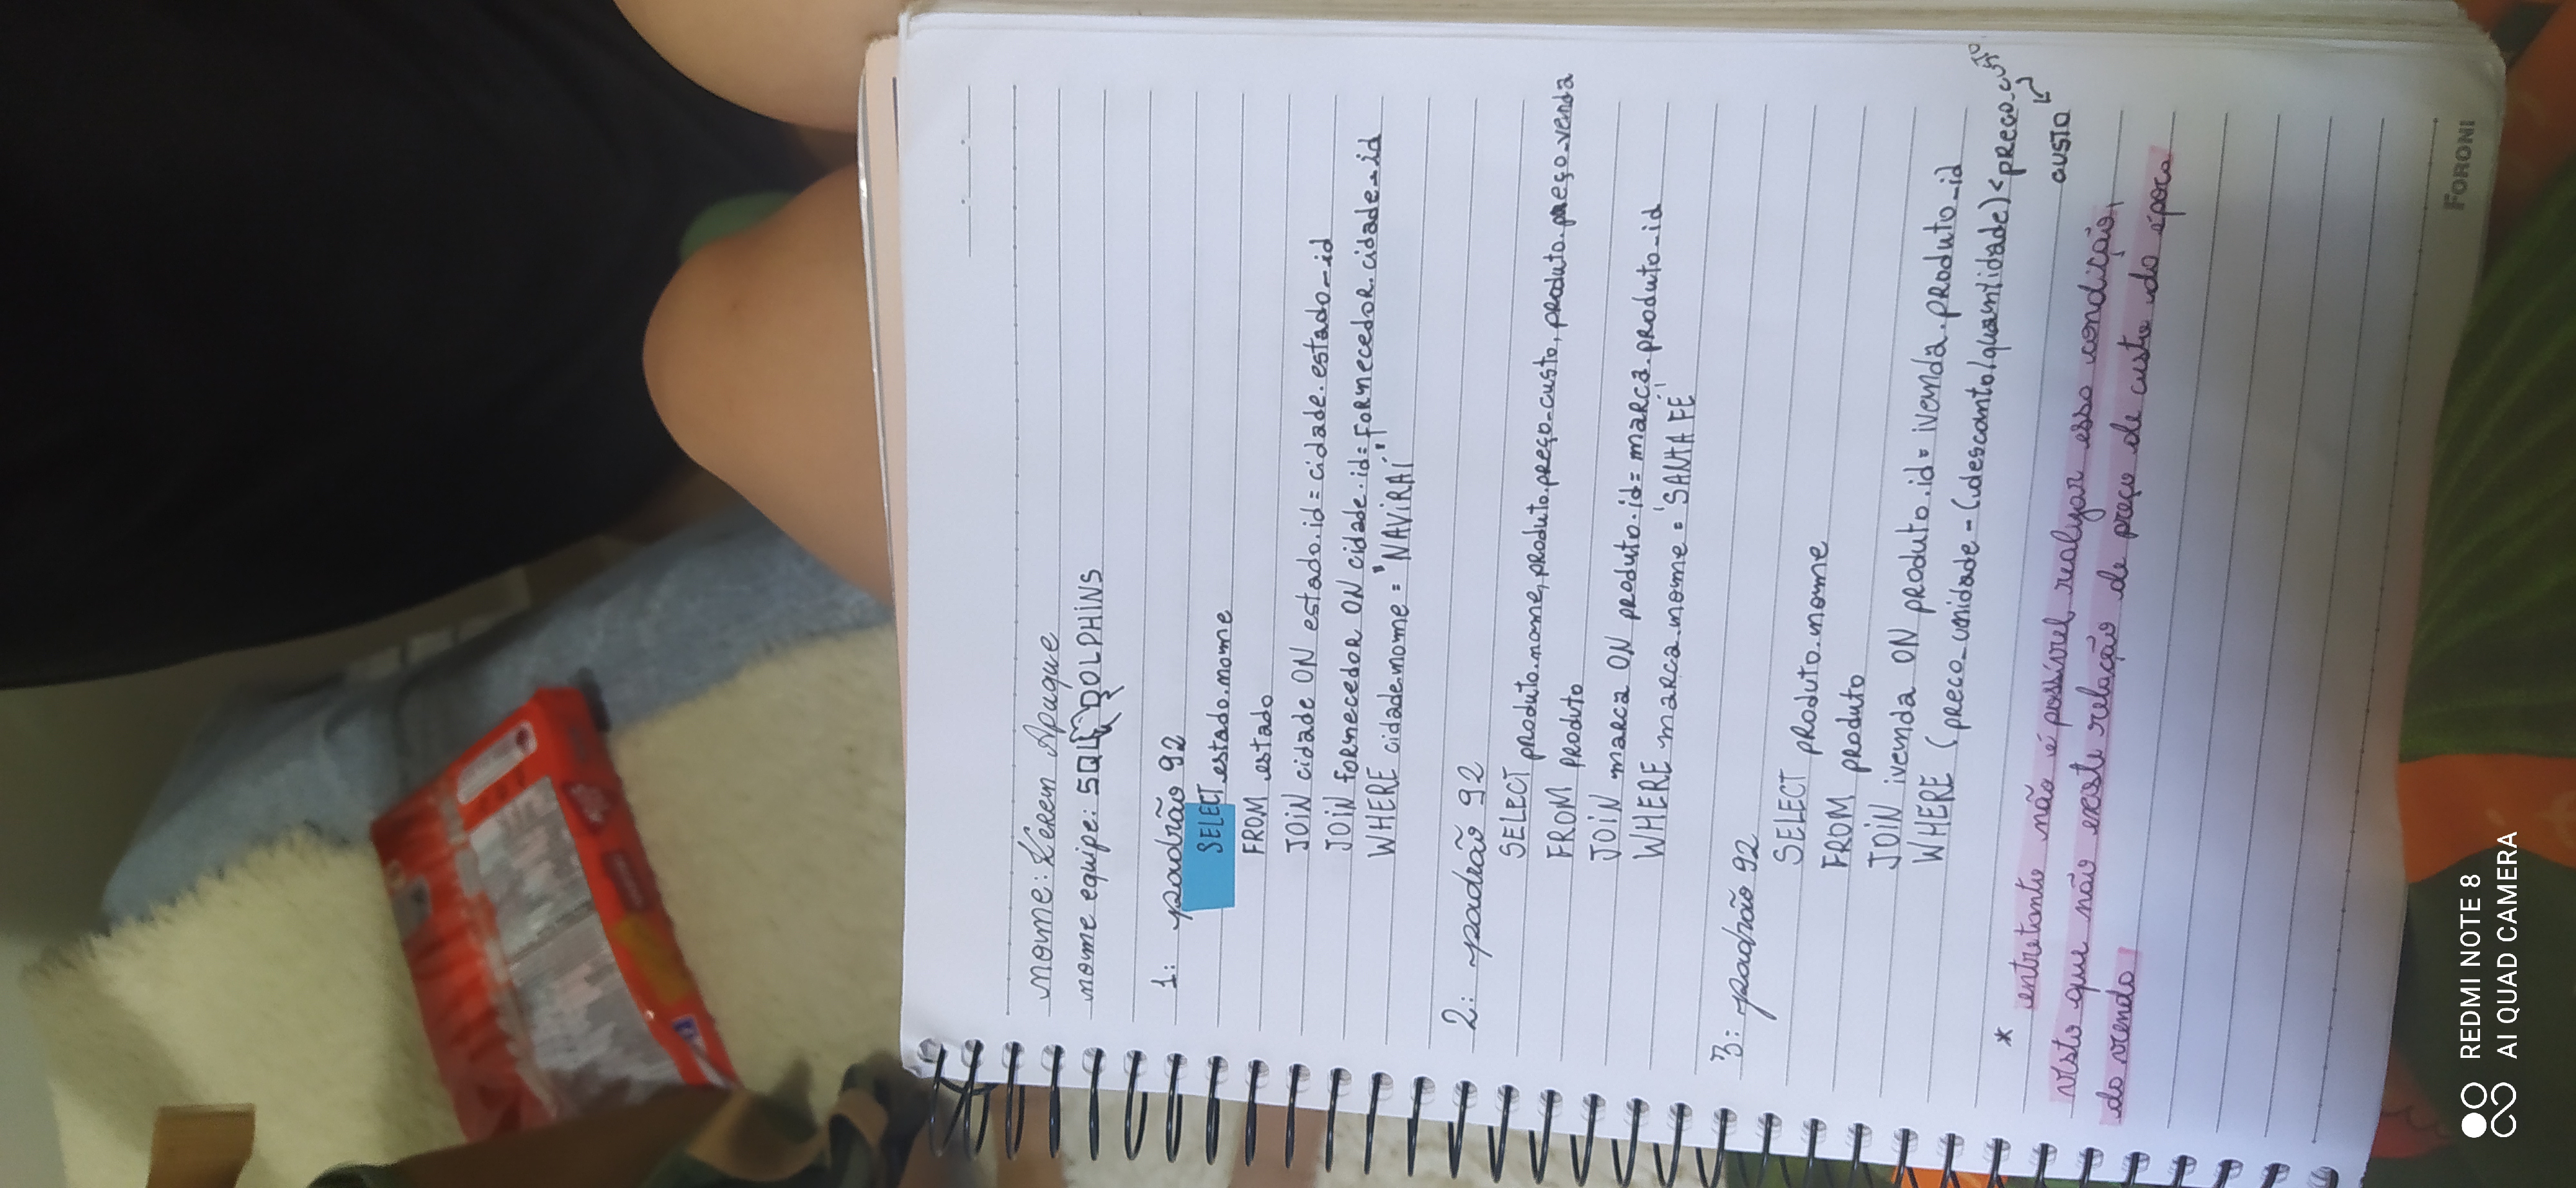 nome: Kerem Apuque
nome equipe: SQL DOLPHINS
1: padrão 92
SELECT estado.nome
FROM estado
JOIN cidade ON estado.id = cidade.estado_id
JOIN fornecedor ON cidade.id = fornecedor.cidade_id
WHERE cidade.nome = "NAVIRAÍ"
2: padrão 92
SELECT produto.nome, produto.preço_custo, produto.preço_venda
FROM produto
JOIN marca ON produto.id = marca.produto_id
WHERE marca.nome = 'SANTA FÉ'
3: padrão 92
SELECT produto.nome
FROM produto
JOIN ivenda ON produto.id = ivenda.produto_id
WHERE (preco_unidade - (desconto/quantidade) < preco_custo
custo
* entretanto não é possível realizar essa condição,
visto que não existe relação de preço de custo da época
da venda
FORONI
REDMI NOTE 8
AI QUAD CAMERA